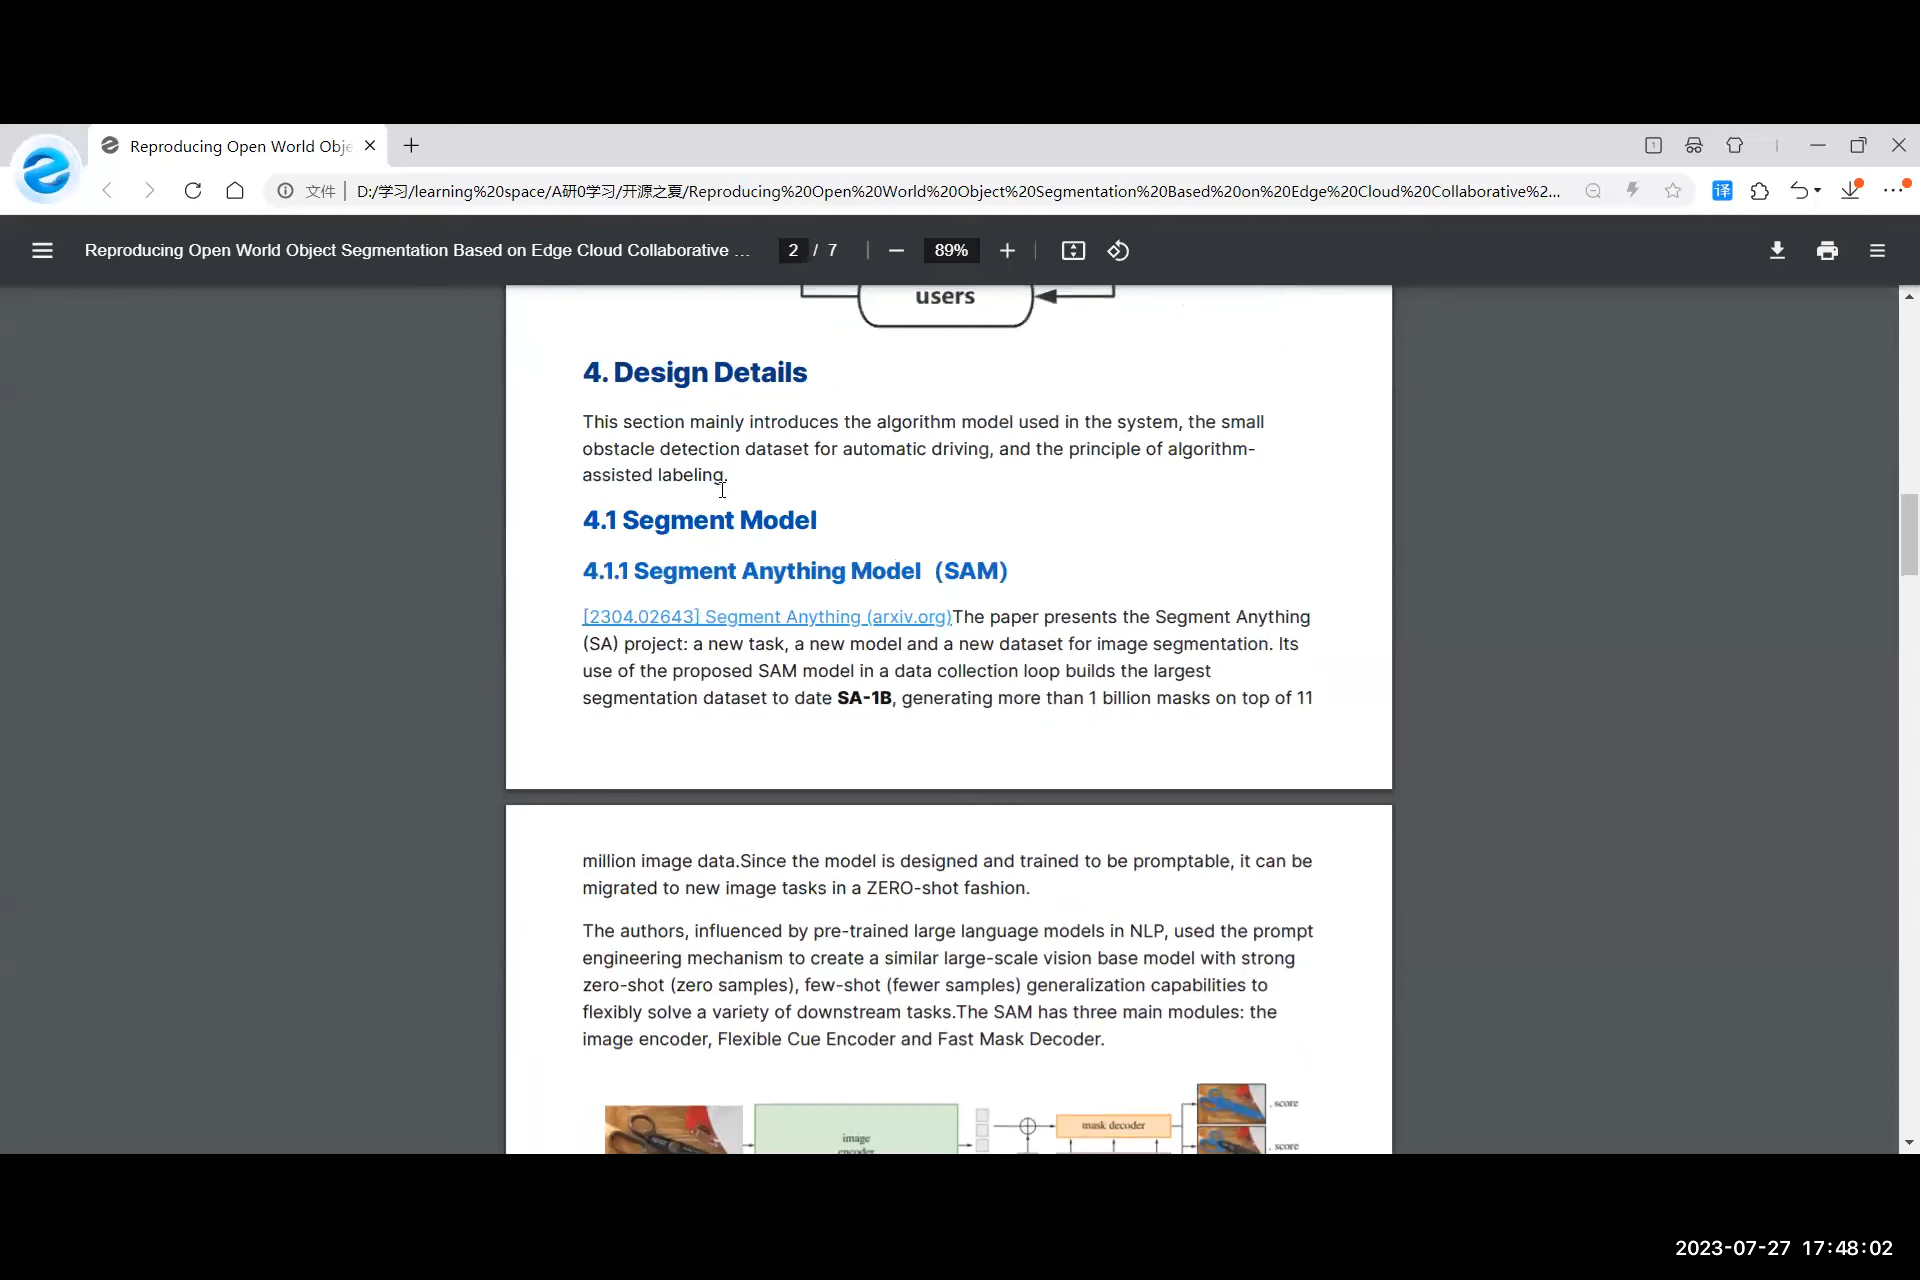 Reproducing Open World Obje
文件 D:/学习/learning%20space/A研0学习/开源之夏/Reproducing%20Open%20World%20Object%20Segmentation%20Based%20on%20Edge%20Cloud%20Collaborative%2... 译
Reproducing Open World Object Segmentation Based on Edge Cloud Collaborative ... 2 / 7 89%
users
4. Design Details
This section mainly introduces the algorithm model used in the system, the small
obstacle detection dataset for automatic driving, and the principle of algorithm-
assisted labeling.
4.1 Segment Model
4.1.1 Segment Anything Model（SAM）
[2304.02643] Segment Anything (arxiv.org)The paper presents the Segment Anything
(SA) project: a new task, a new model and a new dataset for image segmentation. Its
use of the proposed SAM model in a data collection loop builds the largest
segmentation dataset to date SA-1B, generating more than 1 billion masks on top of 11
million image data.Since the model is designed and trained to be promptable, it can be
migrated to new image tasks in a ZERO-shot fashion.
The authors, influenced by pre-trained large language models in NLP, used the prompt
engineering mechanism to create a similar large-scale vision base model with strong
zero-shot (zero samples), few-shot (fewer samples) generalization capabilities to
flexibly solve a variety of downstream tasks.The SAM has three main modules: the
image encoder, Flexible Cue Encoder and Fast Mask Decoder.
, score
mask decoder
image
encoder
, score
2023-07-27 17:48:02